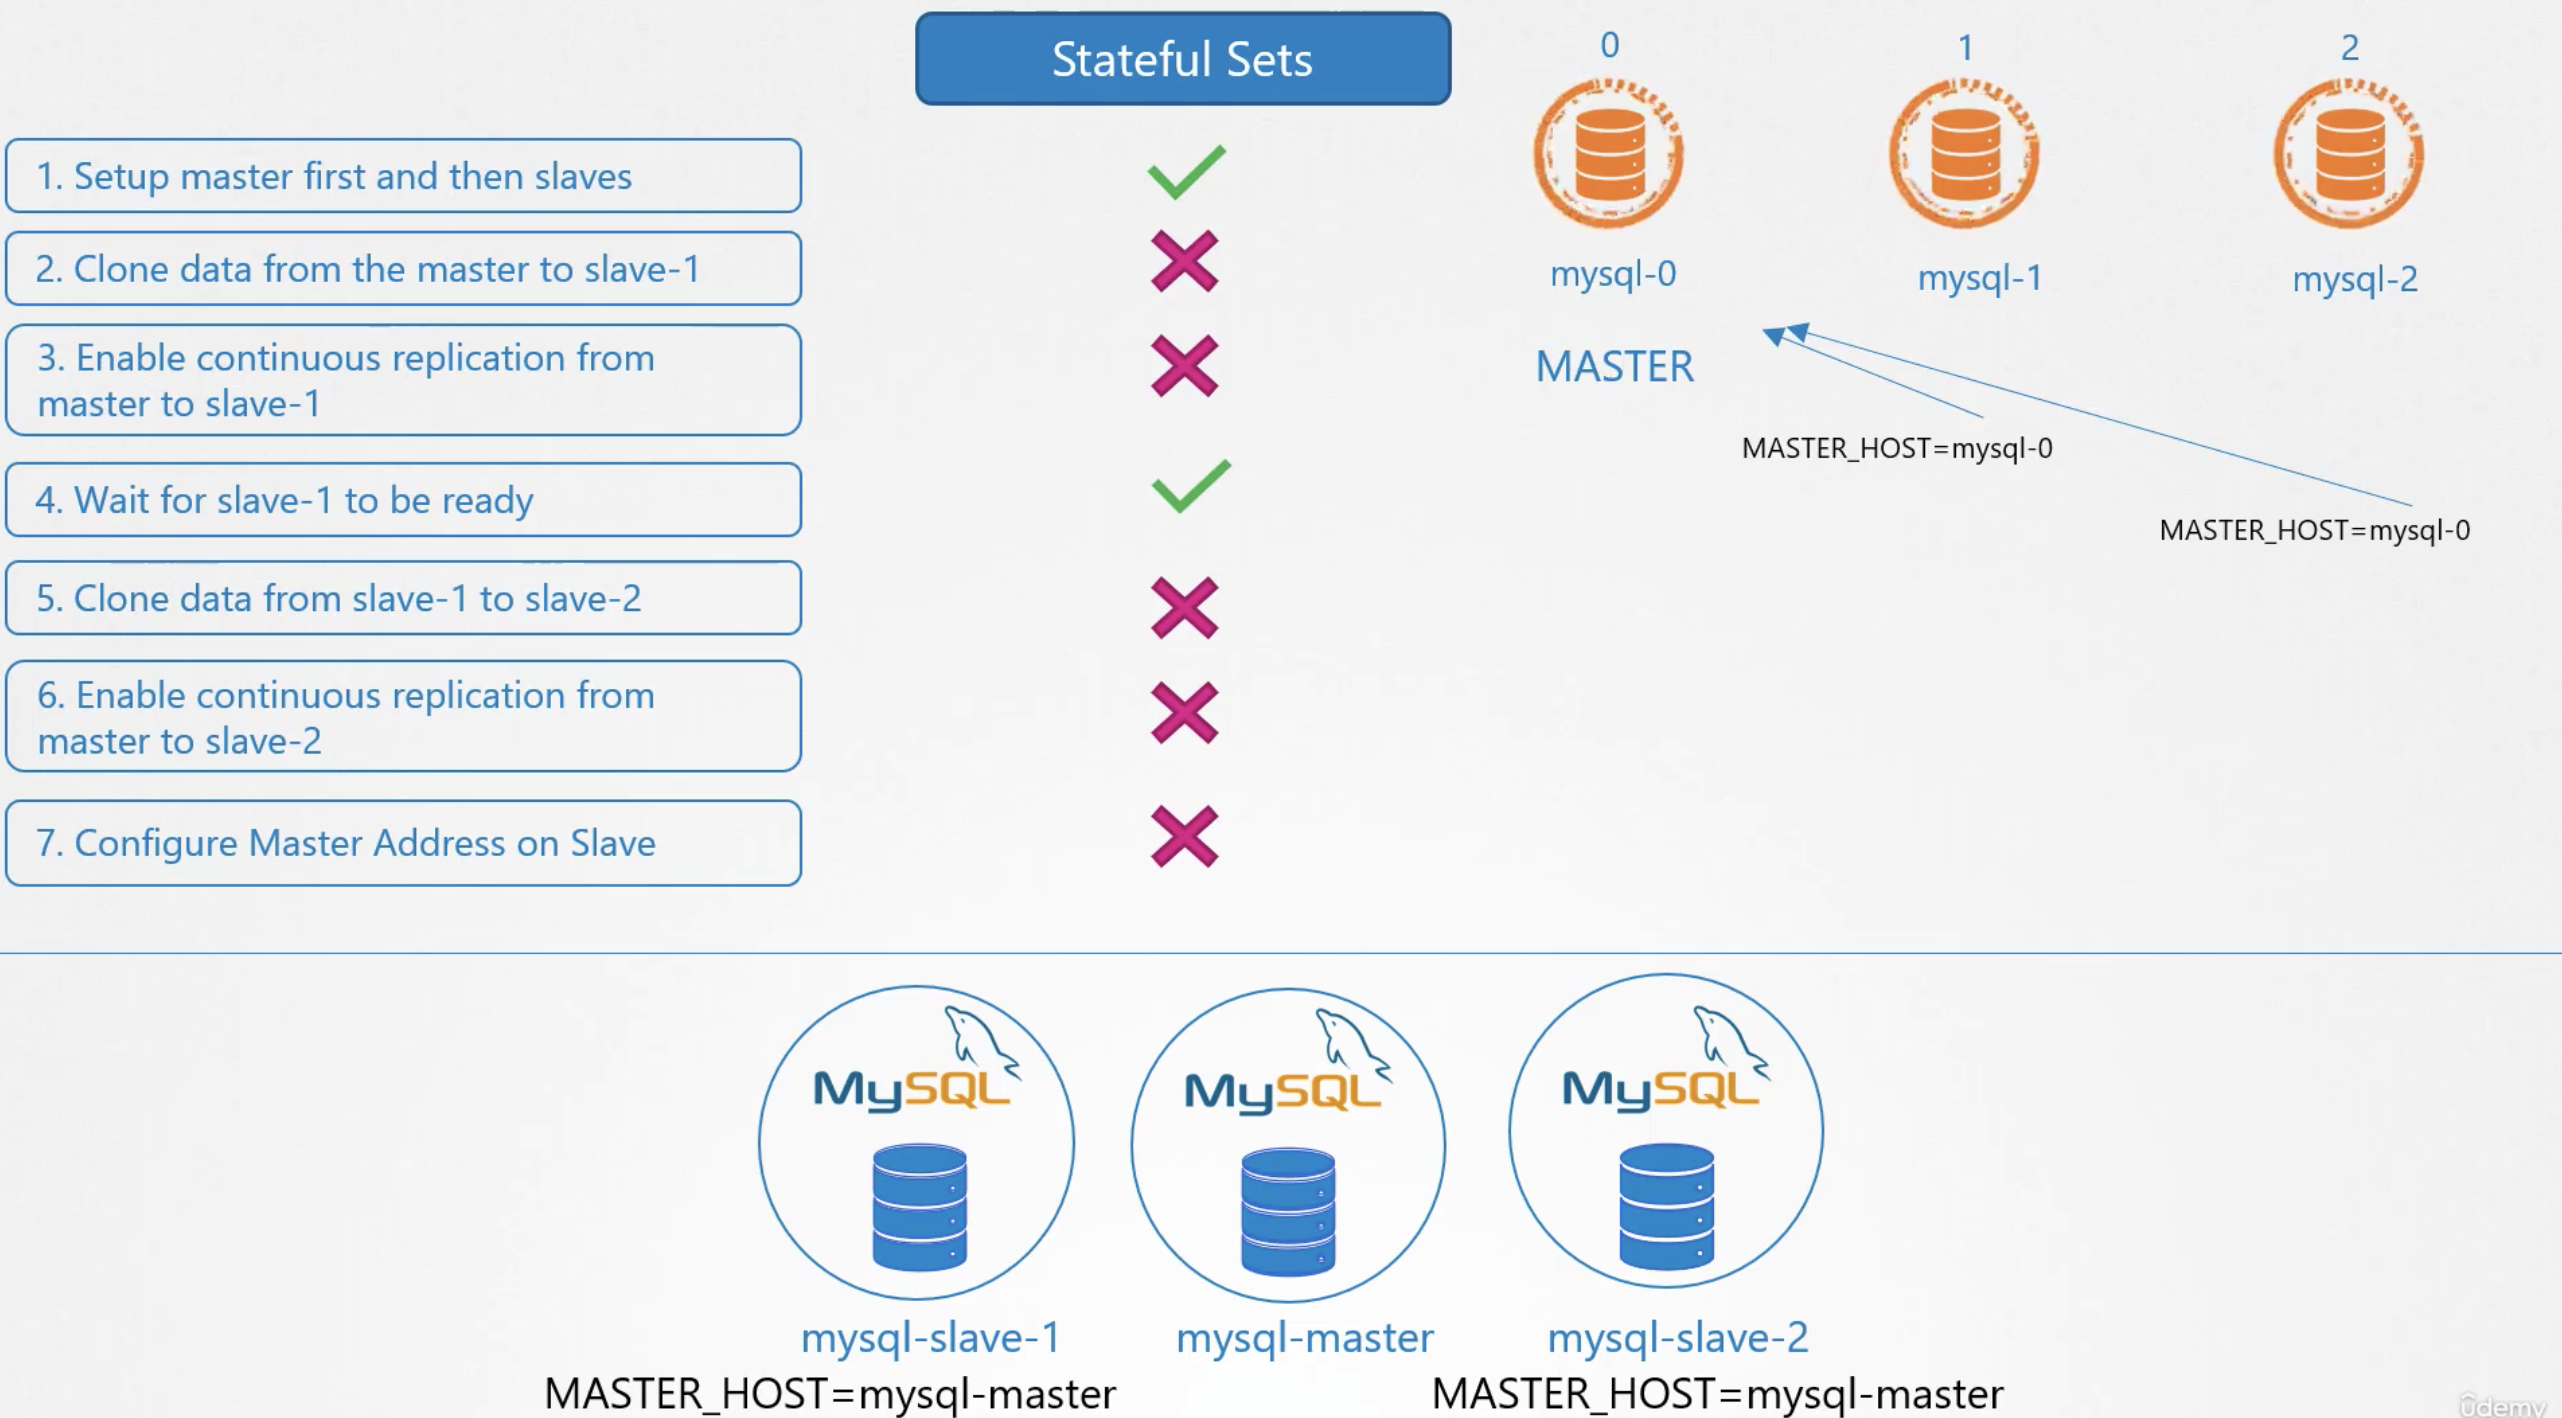 Stateful Sets
0
1
2
mysql-0
mysql-1
mysql-2
MASTER
MASTER_HOST=mysql-0
MASTER_HOST=mysql-0
1. Setup master first and then slaves
2. Clone data from the master to slave-1
3. Enable continuous replication from
master to slave-1
4. Wait for slave-1 to be ready
5. Clone data from slave-1 to slave-2
6. Enable continuous replication from
master to slave-2
7. Configure Master Address on Slave
MySQL
MySQL
MySQL
mysql-slave-1
mysql-master
mysql-slave-2
MASTER_HOST=mysql-master
MASTER_HOST=mysql-master
ûdemy